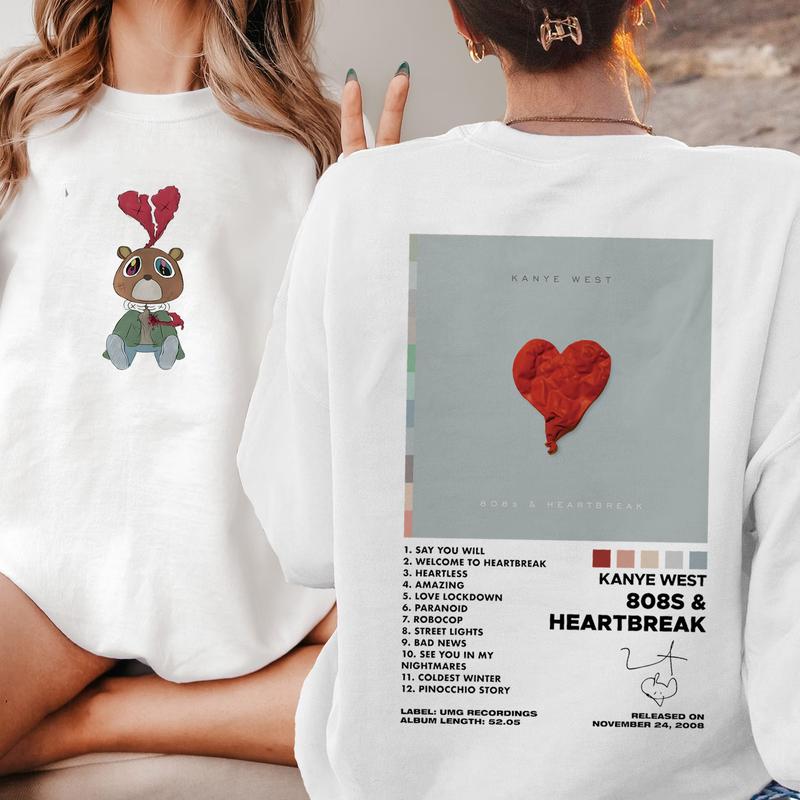 KANYE WEST
808s & HEARTBREAK
1. SAY YOU WILL
2. WELCOME TO HEARTBREAK
3. HEARTLESS
4. AMAZING
5. LOVE LOCKDOWN
6. PARANOID
7. ROBOCOP
8. STREET LIGHTS
9. BAD NEWS
10. SEE YOU IN MY
NIGHTMARES
11. COLDEST WINTER
12. PINOCCHIO STORY
LABEL: UMG RECORDINGS
ALBUM LENGTH: 52.05
KANYE WEST
808S &
HEARTBREAK
RELEASED ON
NOVEMBER 24, 2008